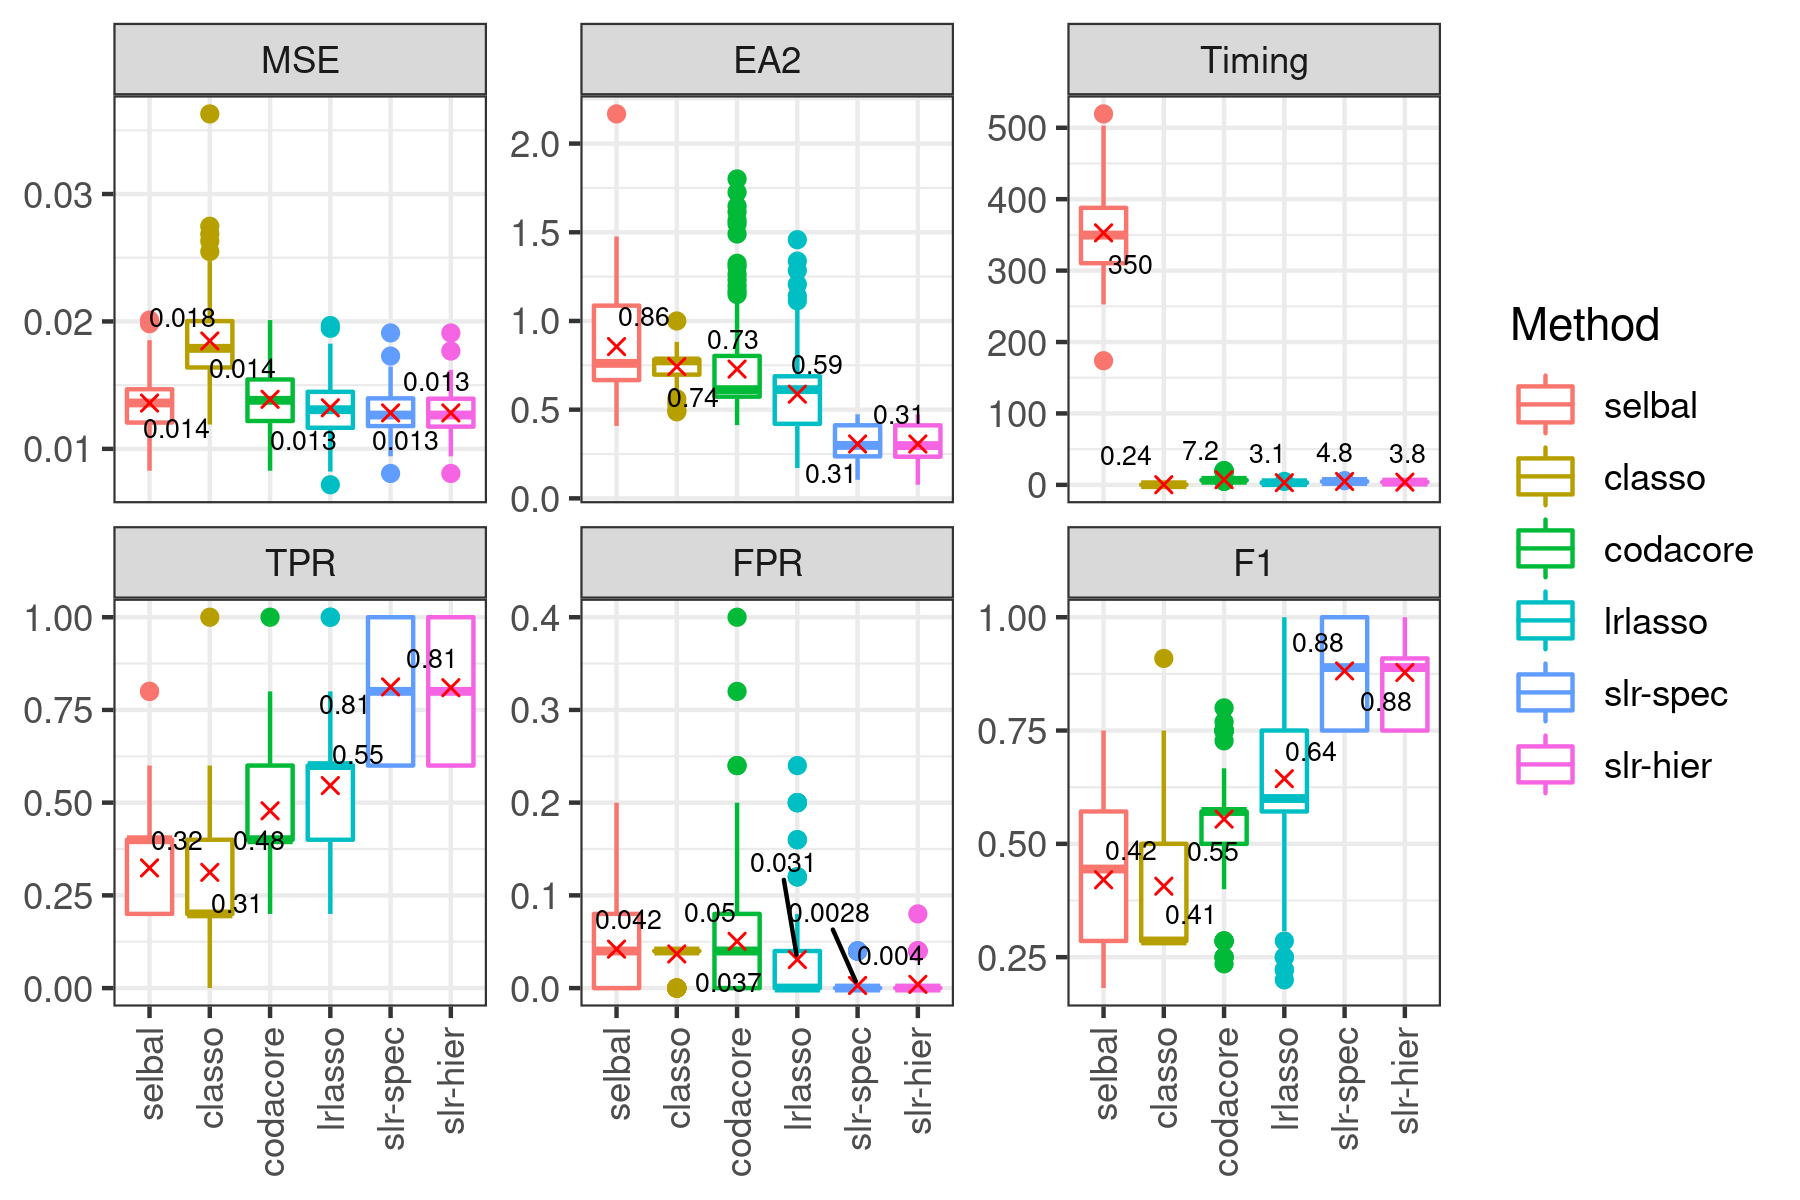 MSE
EA2
Timing
0.03
0.02
0.01
0.018
0.014
0.014
0.013
0.013
0.013
2.0
1.5
1.0
0.5
0.0
0.86
0.74
0.73
0.59
0.31
0.31
500
400
300
200
100
0
350
0.24
7.2
3.1
4.8
3.8
TPR
FPR
F1
1.00
0.75
0.50
0.25
0.00
0.32
0.31
0.48
0.55
0.81
0.81
0.4
0.3
0.2
0.1
0.0
0.042
0.037
0.05
0.031
0.0028
0.004
1.00
0.75
0.50
0.25
0.42
0.41
0.55
0.64
0.88
0.88
selbal
classo
codacore
lrlasso
slr-spec
slr-hier
selbal
classo
codacore
lrlasso
slr-spec
slr-hier
selbal
classo
codacore
lrlasso
slr-spec
slr-hier
Method
selbal
classo
codacore
lrlasso
slr-spec
slr-hier